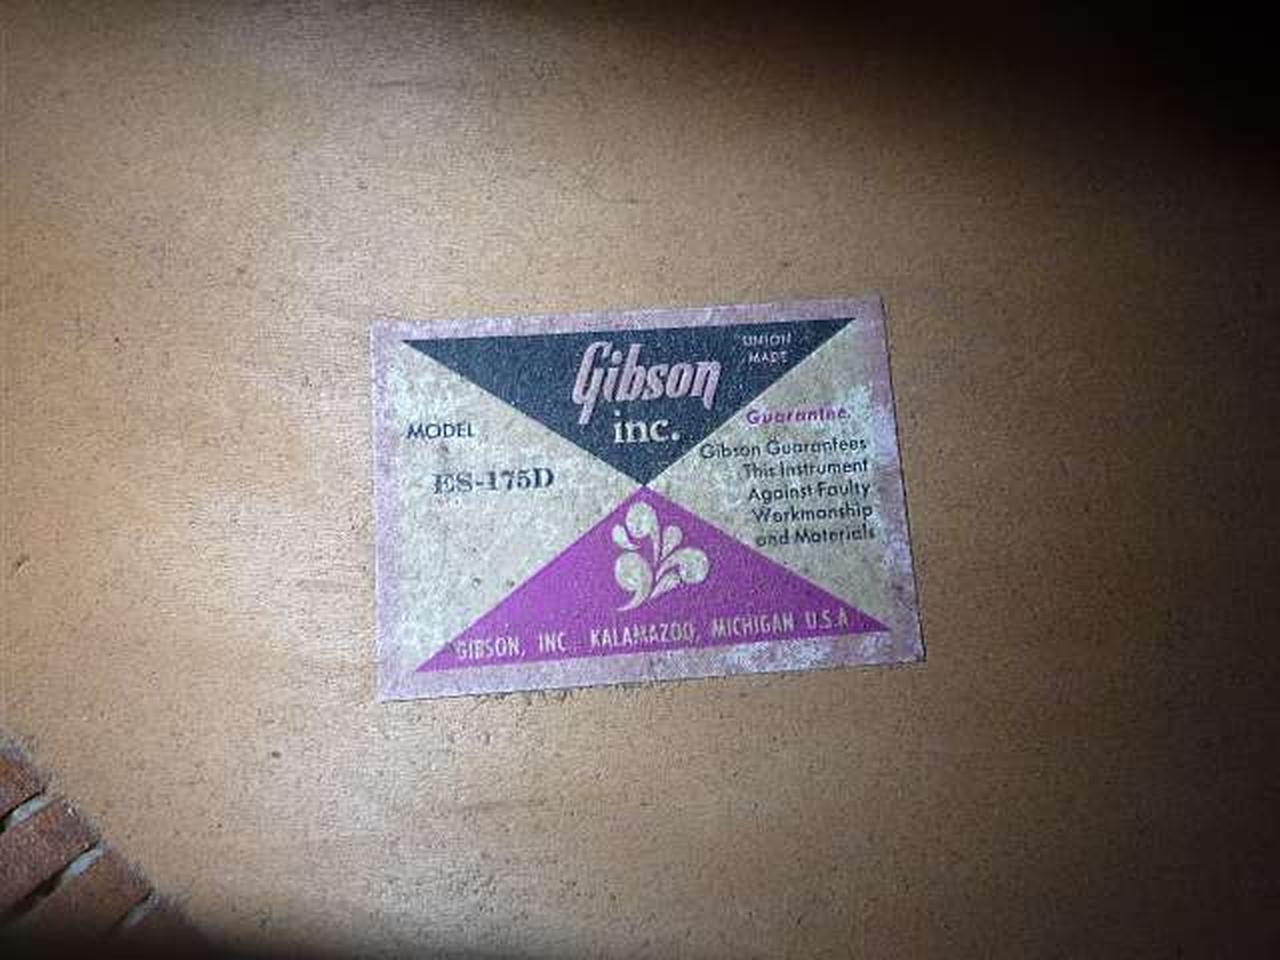 Gibson
inc.
UNION
MADE
MODEL
ES-175D
Guarantee
Gibson Guarantees
This Instrument
Against Faulty
Workmanship
and Materials
GIBSON, INC KALAMAZOO, MICHIGAN U.S.A